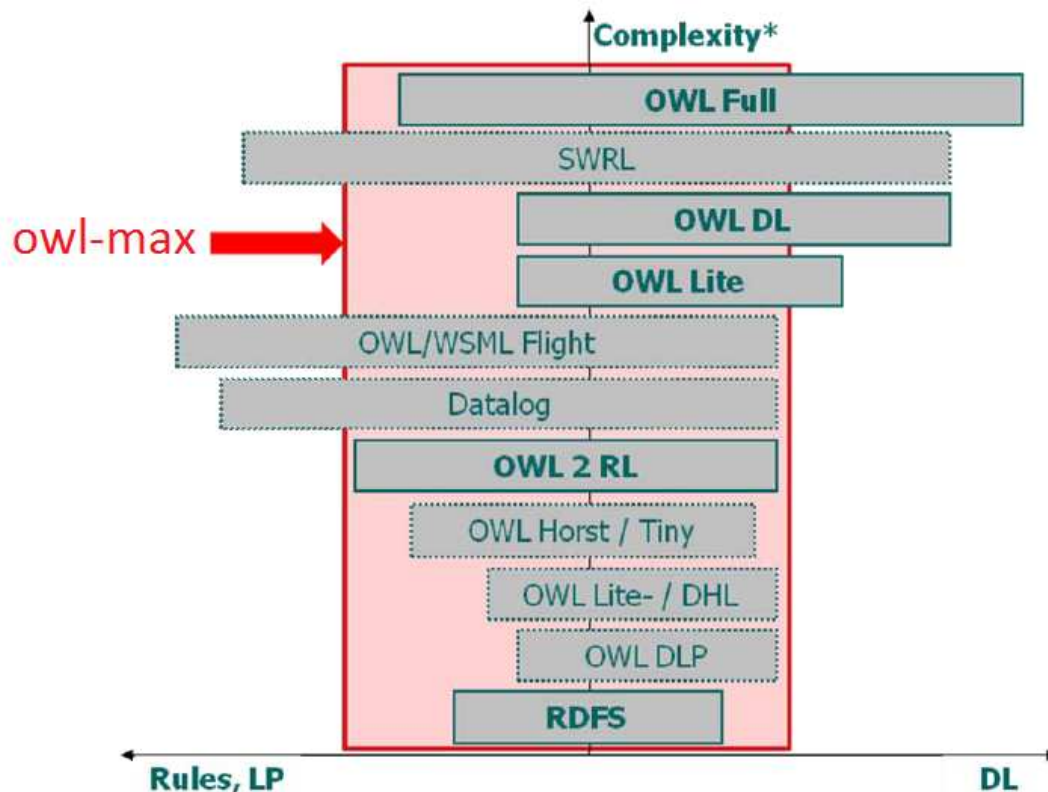 Complexity*
OWL Full
SWRL
OWL DL
owl-max
OWL Lite
OWL/WSML Flight
Datalog
OWL 2 RL
OWL Horst / Tiny
OWL Lite- / DHL
OWL DLP
RDFS
Rules, LP
DL